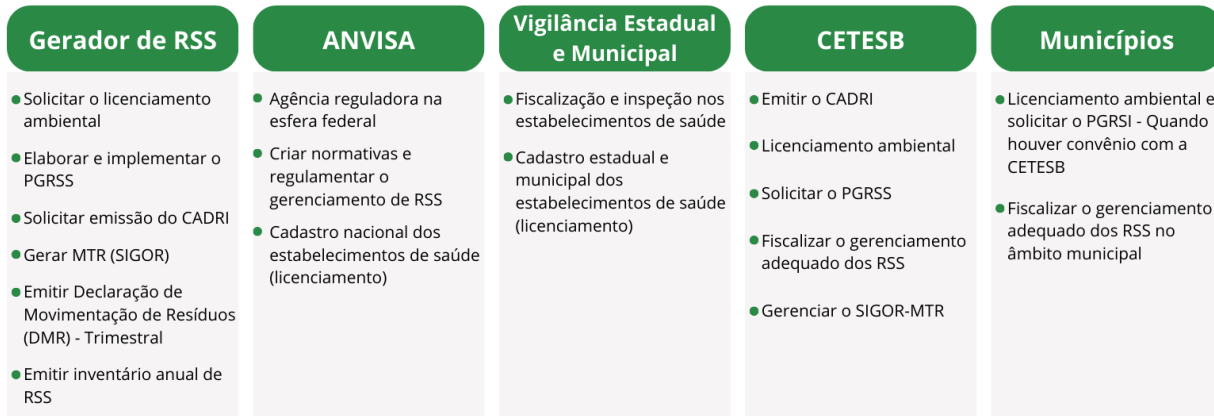 Gerador de RSS
Solicitar o licenciamento
ambiental
Elaborar e implementar o
PGRSS
Solicitar emissão do CADRI
Gerar MTR (SIGOR)
Emitir Declaração de
Movimentação de Resíduos
(DMR) - Trimestral
Emitir inventário anual de
RSS
ANVISA
Agência reguladora na
esfera federal
Criar normativas e
regulamentar o
gerenciamento de RSS
Cadastro nacional dos
estabelecimentos de saúde
(licenciamento)
Vigilância Estadual
e Municipal
Fiscalização e inspeção nos
estabelecimentos de saúde
Cadastro estadual e
municipal dos
estabelecimentos de saúde
(licenciamento)
CETESB
Emitir o CADRI
Licenciamento ambiental
Solicitar o PGRSS
Fiscalizar o gerenciamento
adequado dos RSS
Gerenciar o SIGOR-MTR
Municípios
Licenciamento ambiental e
solicitar o PGRSI - Quando
houver convênio com a
CETESB
Fiscalizar o gerenciamento
adequado dos RSS no
âmbito municipal